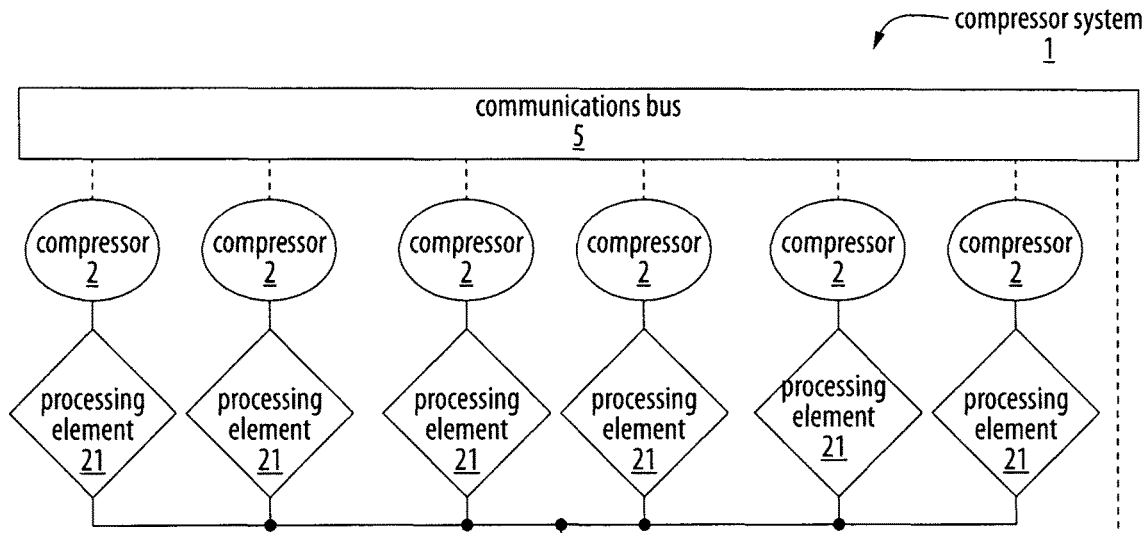 compressor system
1
communications bus
5
compressor
2
compressor
2
compressor
2
compressor
2
compressor
2
compressor
2
processing
element
21
processing
element
21
processing
element
21
processing
element
21
processing
element
21
processing
element
21